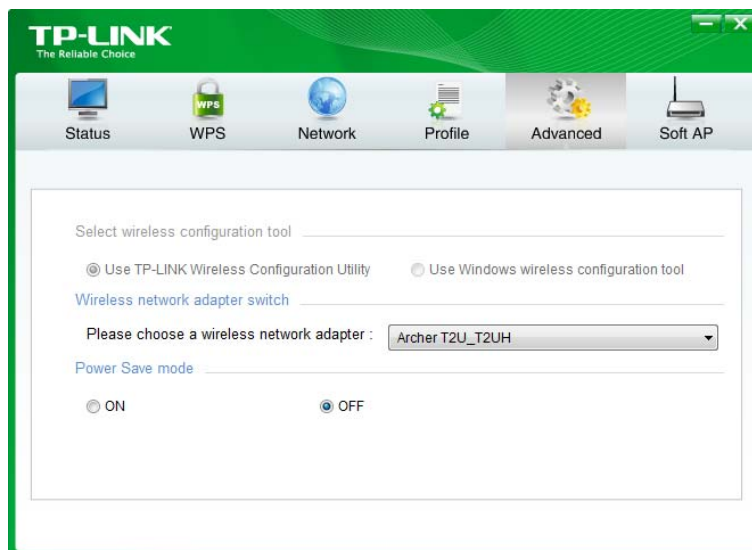 TP-LINK
The Reliable Choice
Status WPS Network Profile Advanced Soft AP
WPS
Select wireless configuration tool
Use TP-LINK Wireless Configuration Utility Use Windows wireless configuration tool
Wireless network adapter switch
Please choose a wireless network adapter : Archer T2U_T2UH
Power Save mode
ON OFF